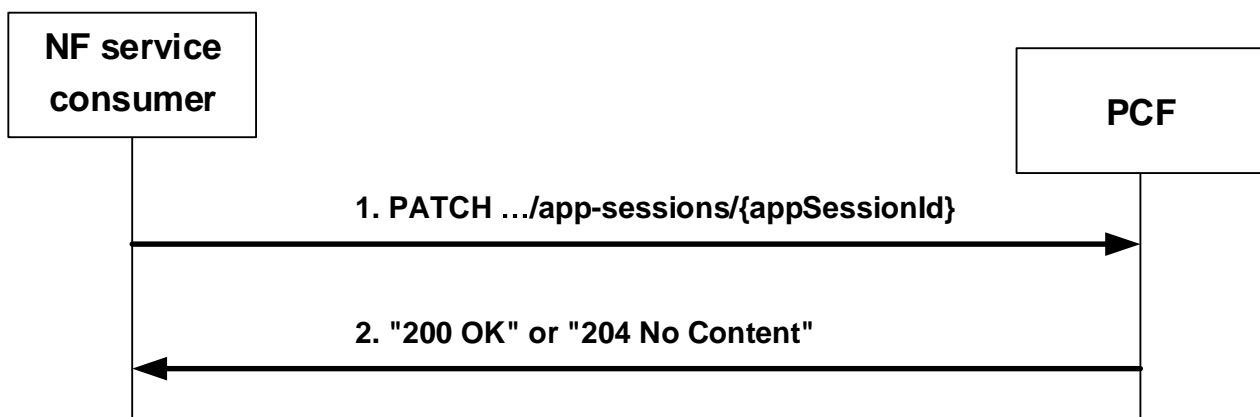 NF service
consumer
PCF
1. PATCH …/app-sessions/{appSessionId}
2. "200 OK" or "204 No Content"